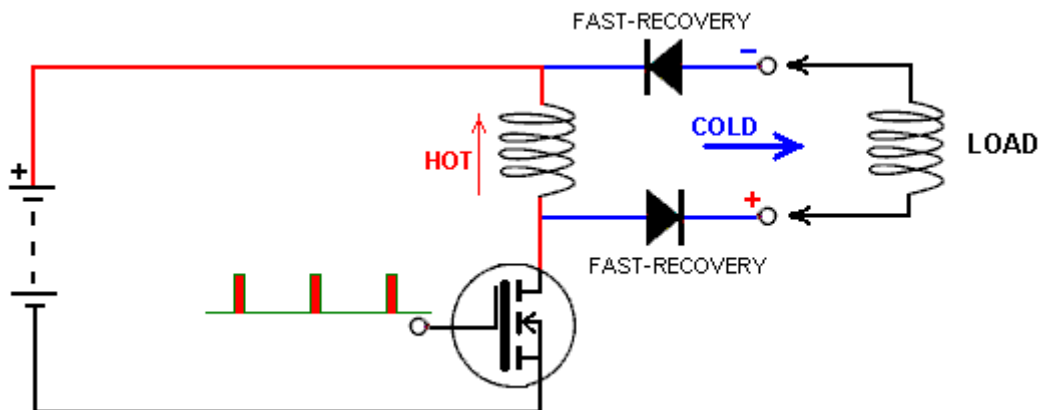 FAST-RECOVERY
−
COLD
HOT
LOAD
+
+
FAST-RECOVERY